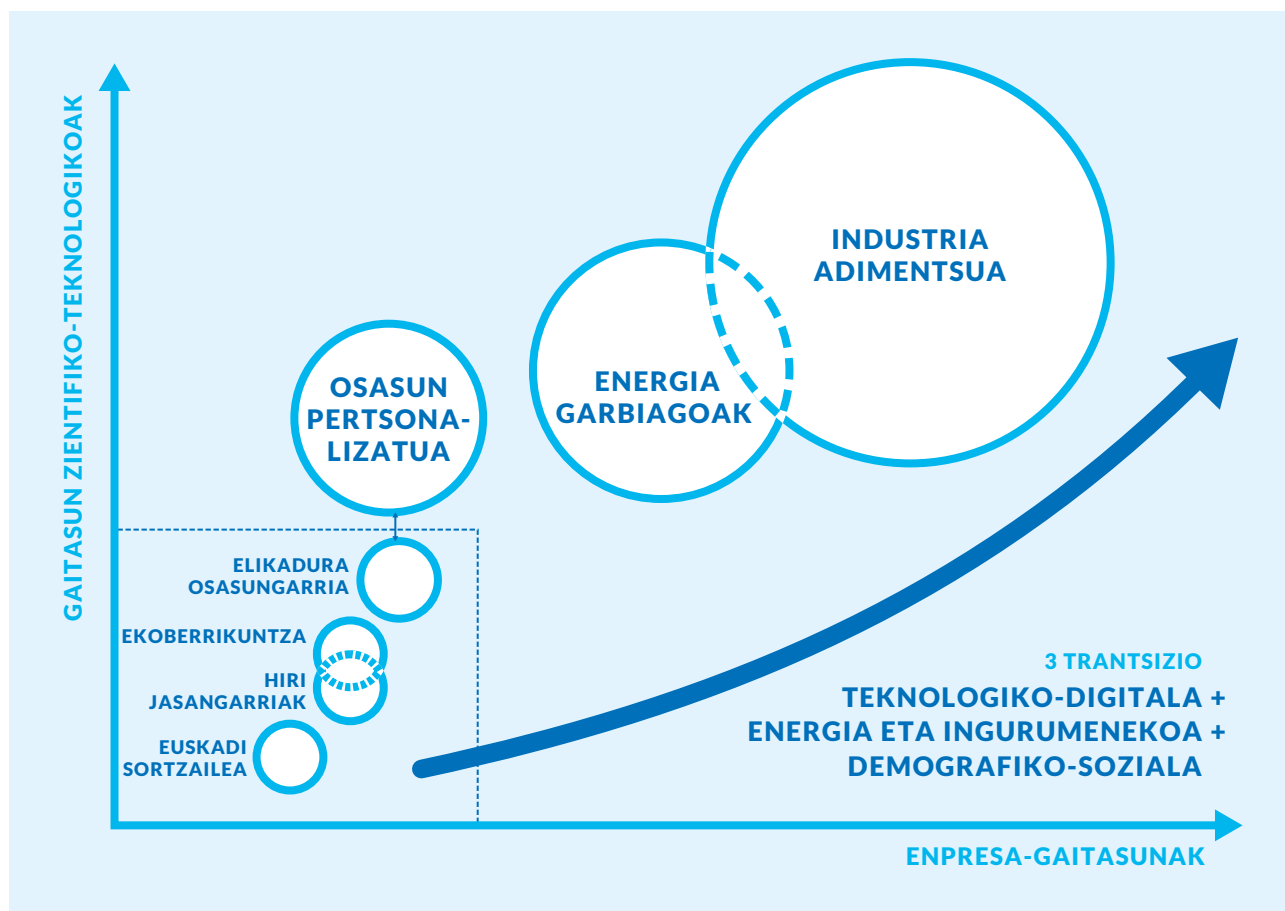 GAITASUN ZIENTIFIKO-TEKNOLOGIKOAK
INDUSTRIA
ADIMENTSUA
ENERGIA
GARBIAGOAK
OSASUN
PERTSONA-
LIZATUA
ELIKADURA
OSASUNGARRIA
EKOBERRIKUNTZA
HIRI
JASANGARRIAK
EUSKADI
SORTZAILEA
3 TRANTSIZIO
TEKNOLOGIKO-DIGITALA +
ENERGIA ETA INGURUMENEKOA +
DEMOGRAFIKO-SOZIALA
ENPRESA-GAITASUNAK